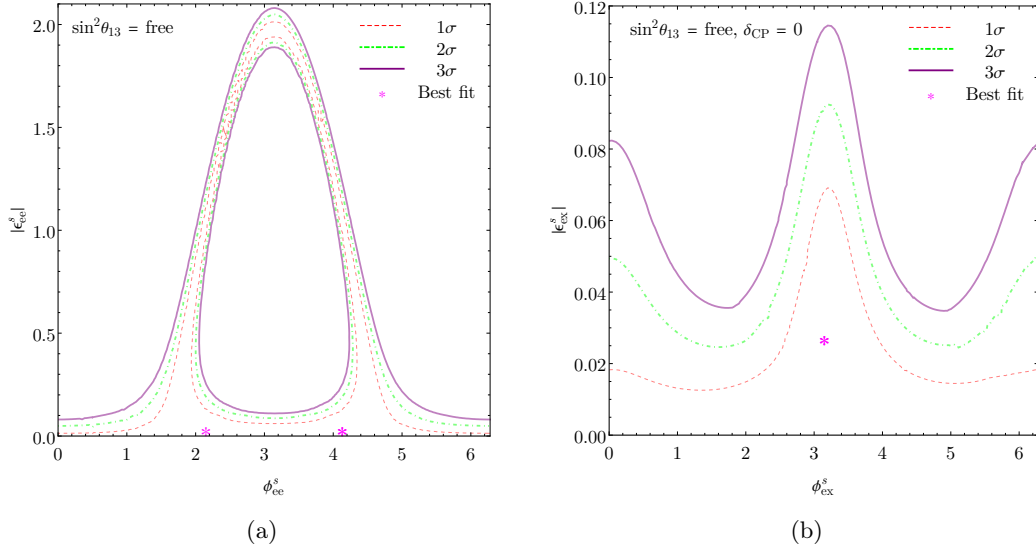 sin²θ₁₃ = free
1σ
2σ
3σ
Best fit
|ϵˢₑₑ|
2.0
1.5
1.0
0.5
0.0
0 1 2 3 4 5 6
ϕˢₑₑ
(a)
sin²θ₁₃ = free, δCP = 0
1σ
2σ
3σ
Best fit
|ϵˢₑₓ|
0.12
0.10
0.08
0.06
0.04
0.02
0.00
0 1 2 3 4 5 6
ϕˢₑₓ
(b)